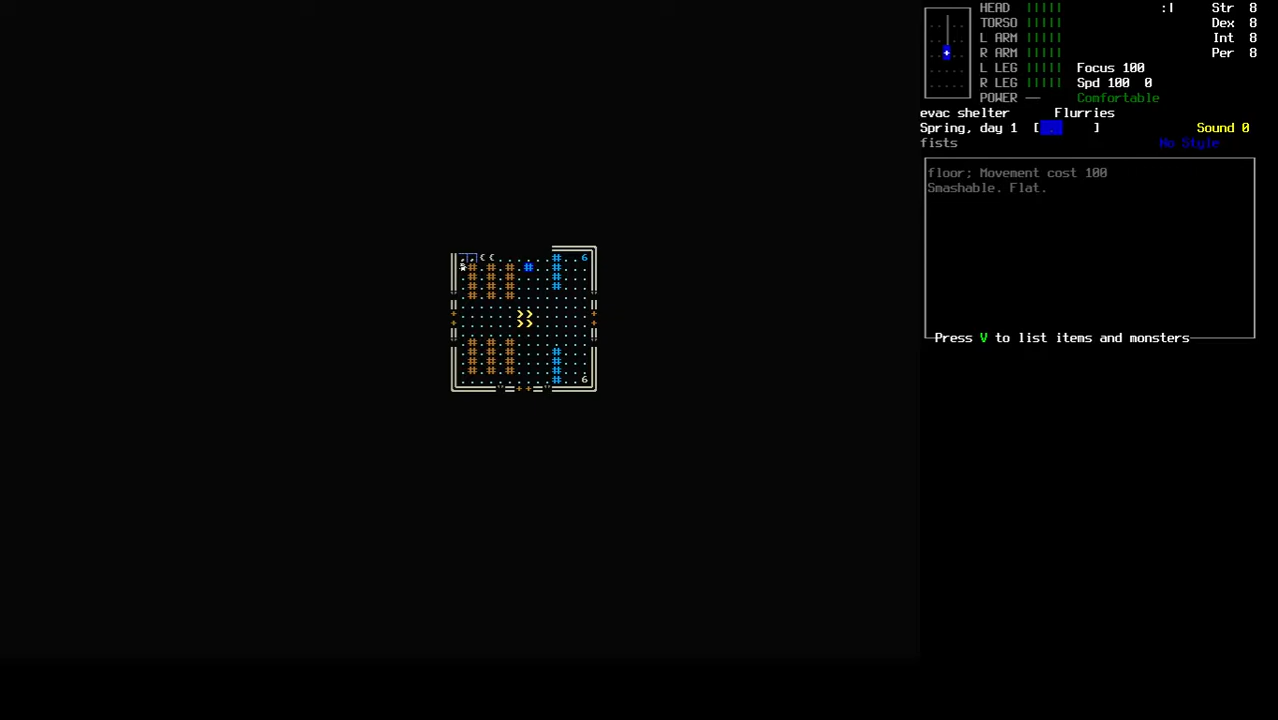 HEAD ||||| :| Str 8
TORSO ||||| Dex 8
L ARM ||||| Int 8
R ARM ||||| Per 8
L LEG ||||| Focus 100
R LEG ||||| Spd 100 0
POWER -- Comfortable
evac shelter Flurries
Spring, day 1 [.. ] Sound 0
fists No Style
floor; Movement cost 100
Smashable. Flat.
Press V to list items and monsters